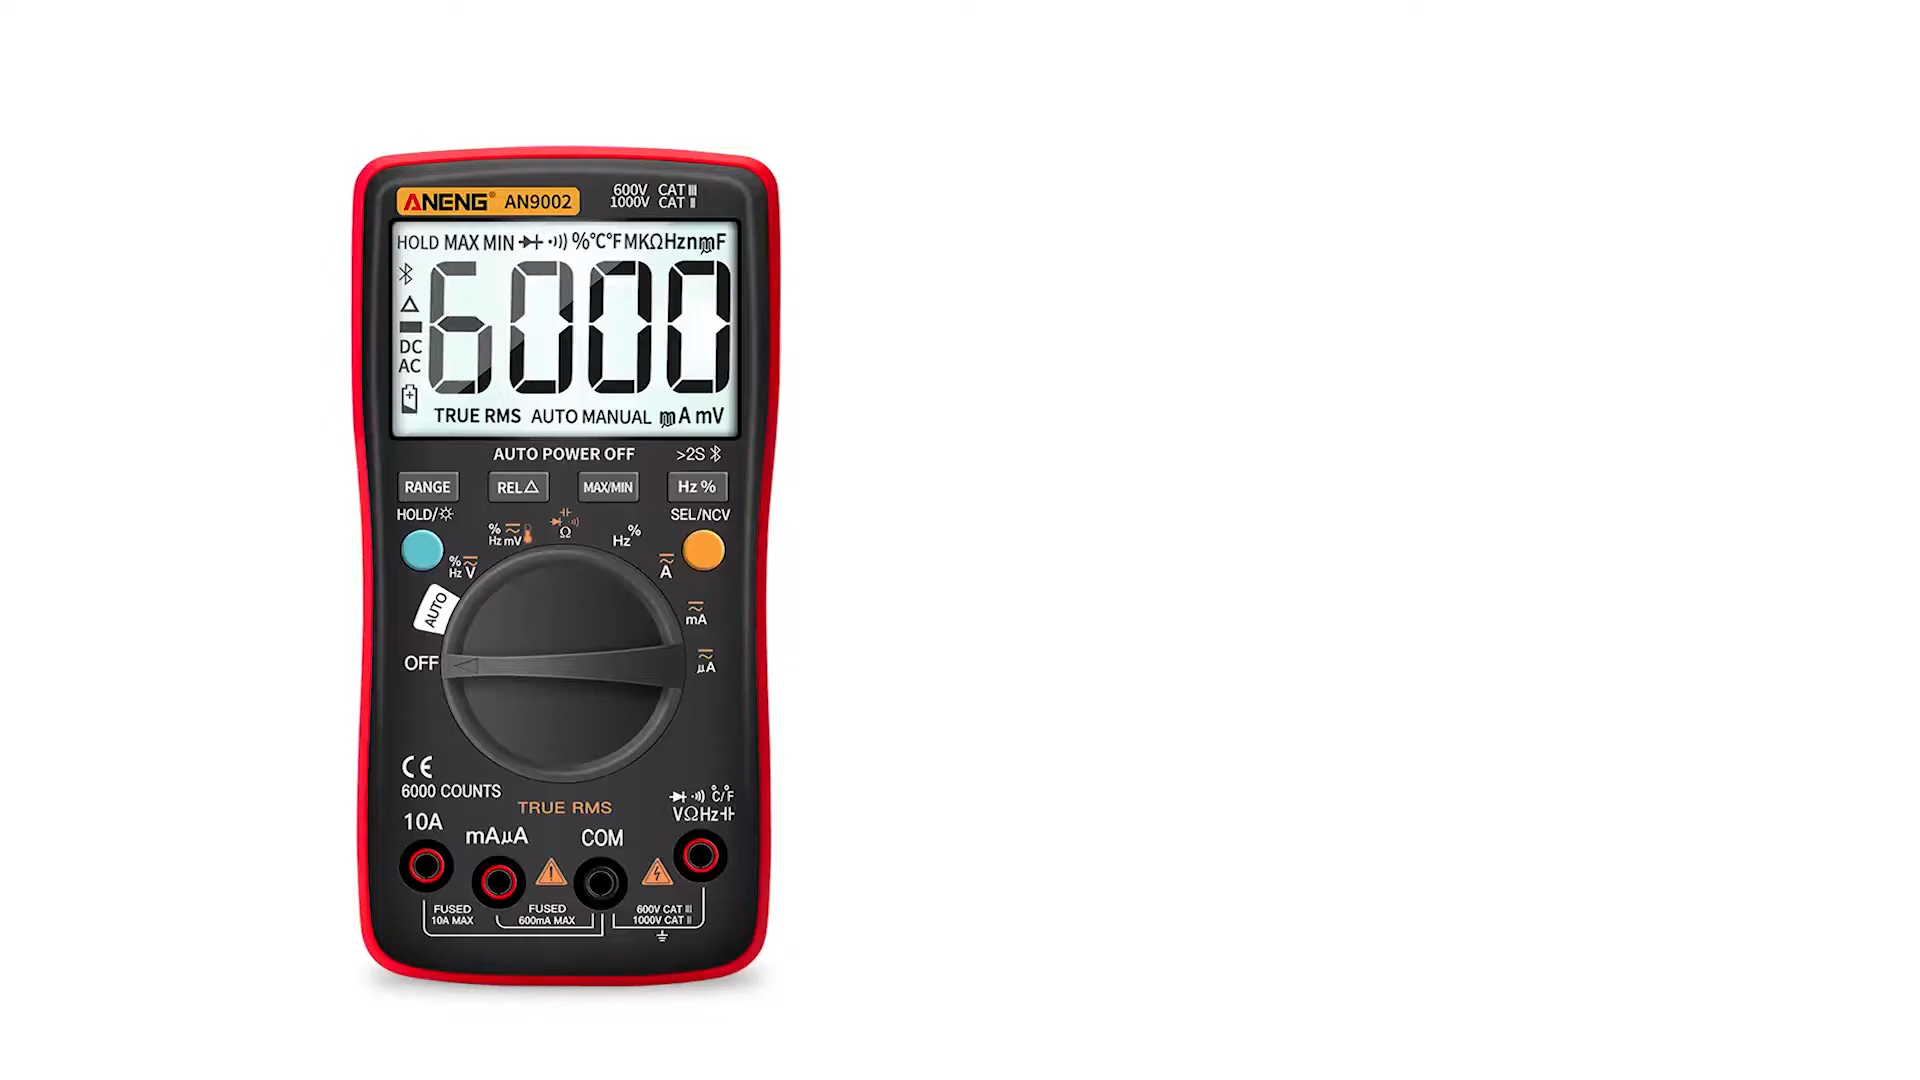 ANENG® AN9002
600V CAT III
1000V CAT II
HOLD MAX MIN %°C°FMKΩHznmF
6000
DC
AC
TRUE RMS AUTO MANUAL mA mV
AUTO POWER OFF >2S
RANGE REL△ MAX/MIN Hz %
HOLD/ SEL/NCV
%
Hz mV
Ω
Hz%
%
Hz V
A
AUTO
mA
OFF
µA
CE
6000 COUNTS
TRUE RMS
°C/°F
VΩHz
10A
mAµA
COM
FUSED
10A MAX
FUSED
600mA MAX
600V CAT III
1000V CAT II